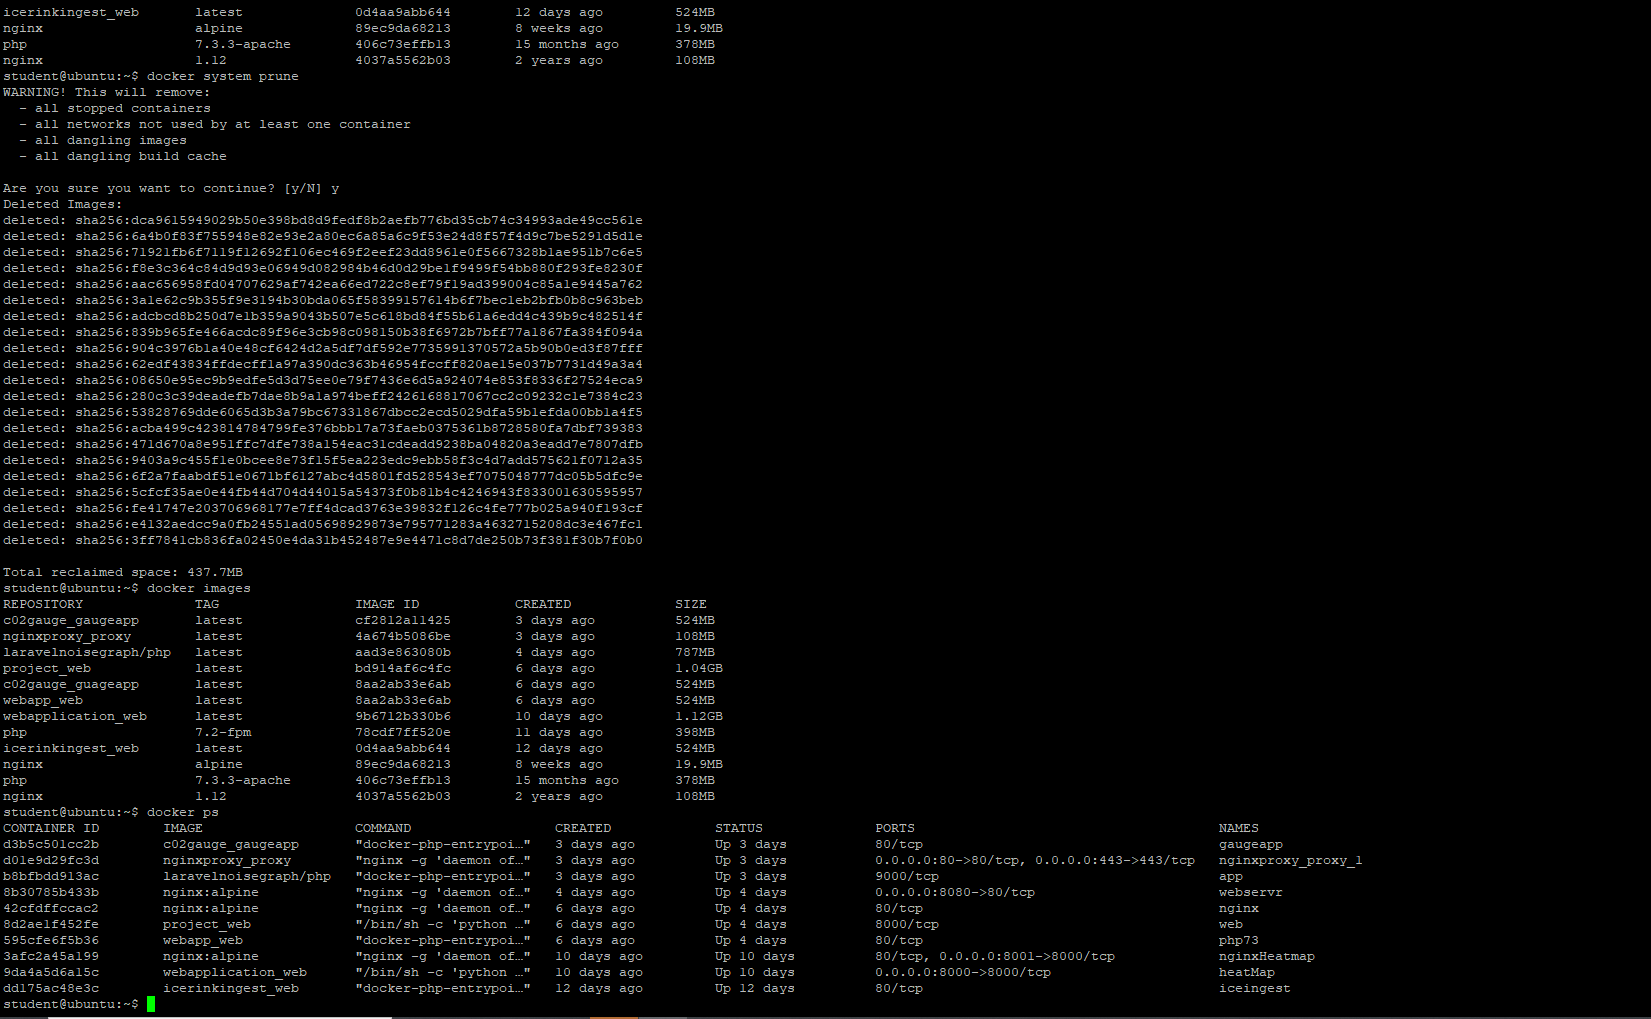 icerinkingest_web latest 0d4aa9abb644 12 days ago 524MB
nginx alpine 89ec9da68213 8 weeks ago 19.9MB
php 7.3.3-apache 406c73effb13 15 months ago 378MB
nginx 1.12 4037a5562b03 2 years ago 108MB
student@ubuntu:~$ docker system prune
WARNING! This will remove:
- all stopped containers
- all networks not used by at least one container
- all dangling images
- all dangling build cache
Are you sure you want to continue? [y/N] y
Deleted Images:
deleted: sha256:dca9615949029b50e398bd8d9fedf8b2aefb776bd35cb74c34993ade49cc561e
deleted: sha256:6a4b0f83f755948e82e93e2a80ec6a85a6c9f53e24d8f57f4d9c7be5291d5d1e
deleted: sha256:71921fb6f7119f12692f106ec469f2eef23dd8961e0f5667328b1ae951b7c6e5
deleted: sha256:f8e3c364c84d9d93e06949d082984b46d0d29be1f9499f54bb880f293fe8230f
deleted: sha256:aac656958fd04707629af742ea66ed722c8ef79f19ad399004c85a1e9445a762
deleted: sha256:3a1e62c9b355f9e3194b30bda065f58399157614b6f7bec1eb2bfb0b8c963beb
deleted: sha256:adcbcd8b250d7e1b359a9043b507e5c618bd84f55b61a6edd4c439b9c482514f
deleted: sha256:839b965fe466acdc89f96e3cb98c098150b38f6972b7bff77a1867fa384f094a
deleted: sha256:904c3976b1a40e48cf6424d2a5df7df592e7735991370572a5b90b0ed3f87fff
deleted: sha256:62edf43834ffdecff1a97a390dc363b46954fccff820ae15e037b7731d49a3a4
deleted: sha256:08650e95ec9b9edfe5d3d75ee0e79f7436e6d5a924074e853f8336f27524eca9
deleted: sha256:280c3c39deadefb7dae8b9a1a974beff2426168817067cc2c09232c1e7384c23
deleted: sha256:53828769dde6065d3b3a79bc67331867dbcc2ecd5029dfa59b1efda00bb1a4f5
deleted: sha256:acba499c423814784799fe376bbb17a73faeb0375361b8728580fa7dbf739383
deleted: sha256:471d670a8e951ffc7dfe738a154eac31cdeadd9238ba04820a3eadd7e7807dfb
deleted: sha256:9403a9c455f1e0bcee8e73f15f5ea223edc9ebb58f3c4d7add575621f0712a35
deleted: sha256:6f2a7faabdf51e0671bf6127abc4d5801fd528543ef7075048777dc05b5dfc9e
deleted: sha256:5cfcf35ae0e44fb44d704d44015a54373f0b81b4c4246943f833001630595957
deleted: sha256:fe41747e203706968177e7ff4dcad3763e39832f126c4fe777b025a940f193cf
deleted: sha256:e4132aedcc9a0fb24551ad05698929873e795771283a4632715208dc3e467fc1
deleted: sha256:3ff7841cb836fa02450e4da31b452487e9e4471c8d7de250b73f381f30b7f0b0
Total reclaimed space: 437.7MB
student@ubuntu:~$ docker images
REPOSITORY TAG IMAGE ID CREATED SIZE
c02gauge_gaugeapp latest cf2812a11425 3 days ago 524MB
nginxproxy_proxy latest 4a674b5086be 3 days ago 108MB
laravelnoisegraph/php latest aad3e863080b 4 days ago 787MB
project_web latest bd914af6c4fc 6 days ago 1.04GB
c02gauge_guageapp latest 8aa2ab33e6ab 6 days ago 524MB
webapp_web latest 8aa2ab33e6ab 6 days ago 524MB
webapplication_web latest 9b6712b330b6 10 days ago 1.12GB
php 7.2-fpm 78cdf7ff520e 11 days ago 398MB
icerinkingest_web latest 0d4aa9abb644 12 days ago 524MB
nginx alpine 89ec9da68213 8 weeks ago 19.9MB
php 7.3.3-apache 406c73effb13 15 months ago 378MB
nginx 1.12 4037a5562b03 2 years ago 108MB
student@ubuntu:~$ docker ps
CONTAINER ID IMAGE COMMAND CREATED STATUS PORTS NAMES
d3b5c501cc2b c02gauge_gaugeapp "docker-php-entrypoi…" 3 days ago Up 3 days 80/tcp gaugeapp
d01e9d29fc3d nginxproxy_proxy "nginx -g 'daemon of…" 3 days ago Up 3 days 0.0.0.0:80->80/tcp, 0.0.0.0:443->443/tcp nginxproxy_proxy_1
b8bfbdd913ac laravelnoisegraph/php "docker-php-entrypoi…" 3 days ago Up 3 days 9000/tcp app
8b30785b433b nginx:alpine "nginx -g 'daemon of…" 4 days ago Up 4 days 0.0.0.0:8080->80/tcp webservr
42cfdffccac2 nginx:alpine "nginx -g 'daemon of…" 6 days ago Up 4 days 80/tcp nginx
8d2ae1f452fe project_web "/bin/sh -c 'python …" 6 days ago Up 4 days 8000/tcp web
595cfe6f5b36 webapp_web "docker-php-entrypoi…" 6 days ago Up 4 days 80/tcp php73
3afc2a45a199 nginx:alpine "nginx -g 'daemon of…" 10 days ago Up 10 days 80/tcp, 0.0.0.0:8001->8000/tcp nginxHeatmap
9da4a5d6a15c webapplication_web "/bin/sh -c 'python …" 10 days ago Up 10 days 0.0.0.0:8000->8000/tcp heatMap
dd175ac48e3c icerinkingest_web "docker-php-entrypoi…" 12 days ago Up 12 days 80/tcp iceingest
student@ubuntu:~$